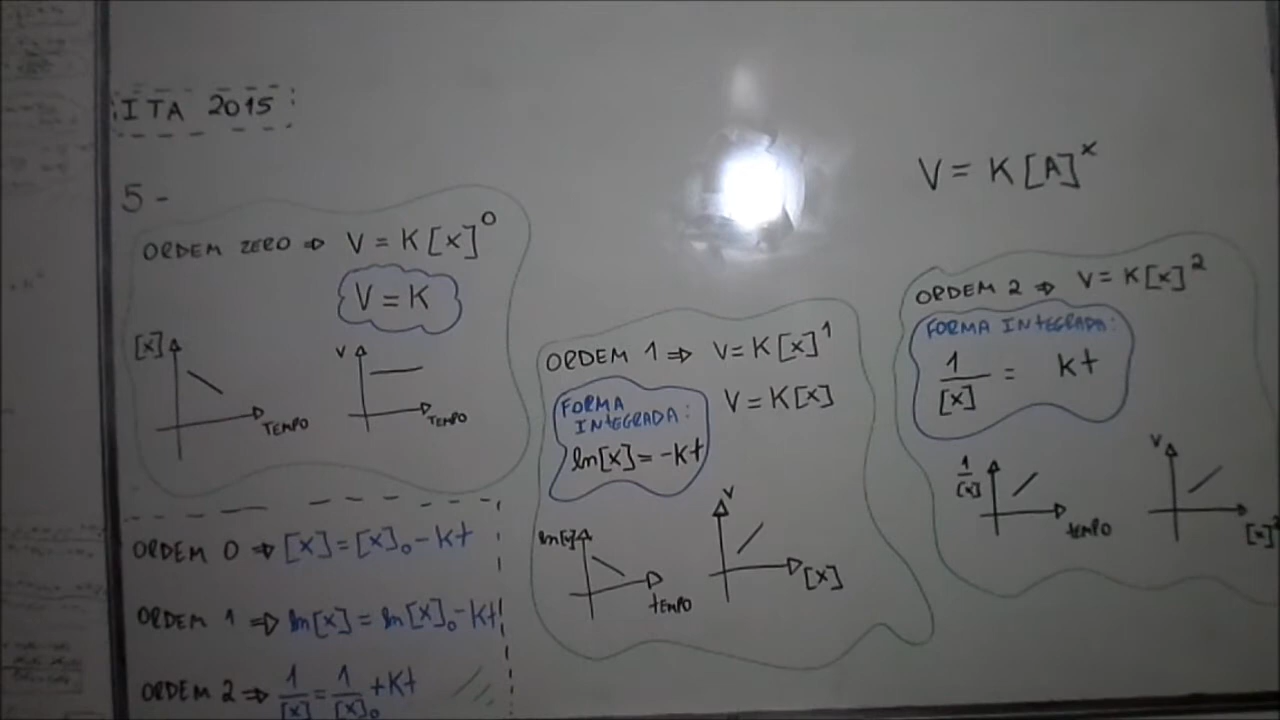 ITA 2015
5 -
V = K[A]^x
ORDEM ZERO ⇒ V = K[x]^0
V = K
[x]
TEMPO
V
TEMPO
ORDEM 0 ⇒ [x] = [x]₀ - Kt
ORDEM 1 ⇒ ln[x] = ln[x]₀ - Kt
ORDEM 2 ⇒ 1/[x] = 1/[x]₀ + Kt
ORDEM 1 ⇒ V = K[x]^1
V = K[x]
FORMA
INTEGRADA:
ln[x] = -Kt
ln[x]
tEMPO
V
[x]
ORDEM 2 ⇒ V = K[x]^2
FORMA INTEGRADA:
1/[x] = Kt
1/[x]
tEMPO
V
[x]